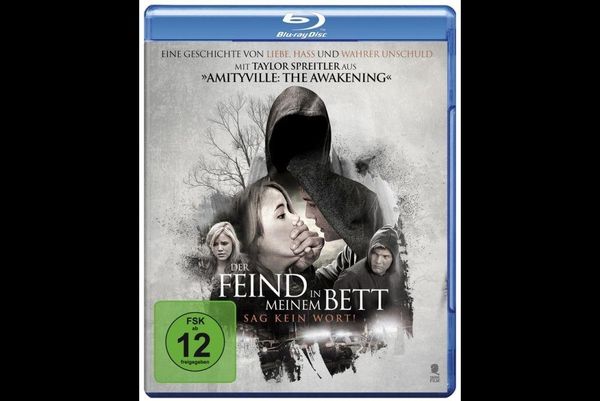 Blu-ray Disc
EINE GESCHICHTE VON LIEBE, HASS UND WAHRER UNSCHULD
MIT TAYLOR SPREITLER AUS
»AMITYVILLE: THE AWAKENING«
DER
FEIND IN
MEINEM BETT
SAG KEIN WORT!
FSK
ab
12
freigegeben